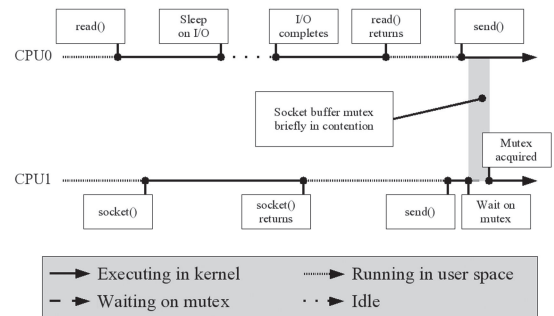 read()
Sleep
on I/O
I/O
completes
read()
returns
send()
CPU0
Socket buffer mutex
briefly in contention
Mutex
acquired
CPU1
socket()
socket()
returns
send()
Wait on
mutex
Executing in kernel
Running in user space
Waiting on mutex
Idle